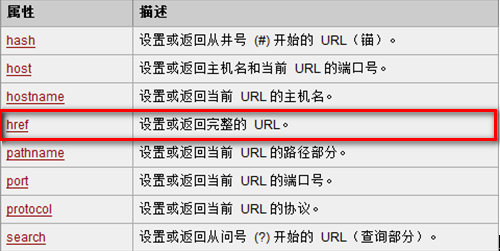 属性 描述
hash 设置或返回从井号 (#) 开始的 URL（锚）。
host 设置或返回主机名和当前 URL 的端口号。
hostname 设置或返回当前 URL 的主机名。
href 设置或返回完整的 URL。
pathname 设置或返回当前 URL 的路径部分。
port 设置或返回当前 URL 的端口号。
protocol 设置或返回当前 URL 的协议。
search 设置或返回从问号 (?) 开始的 URL（查询部分）。